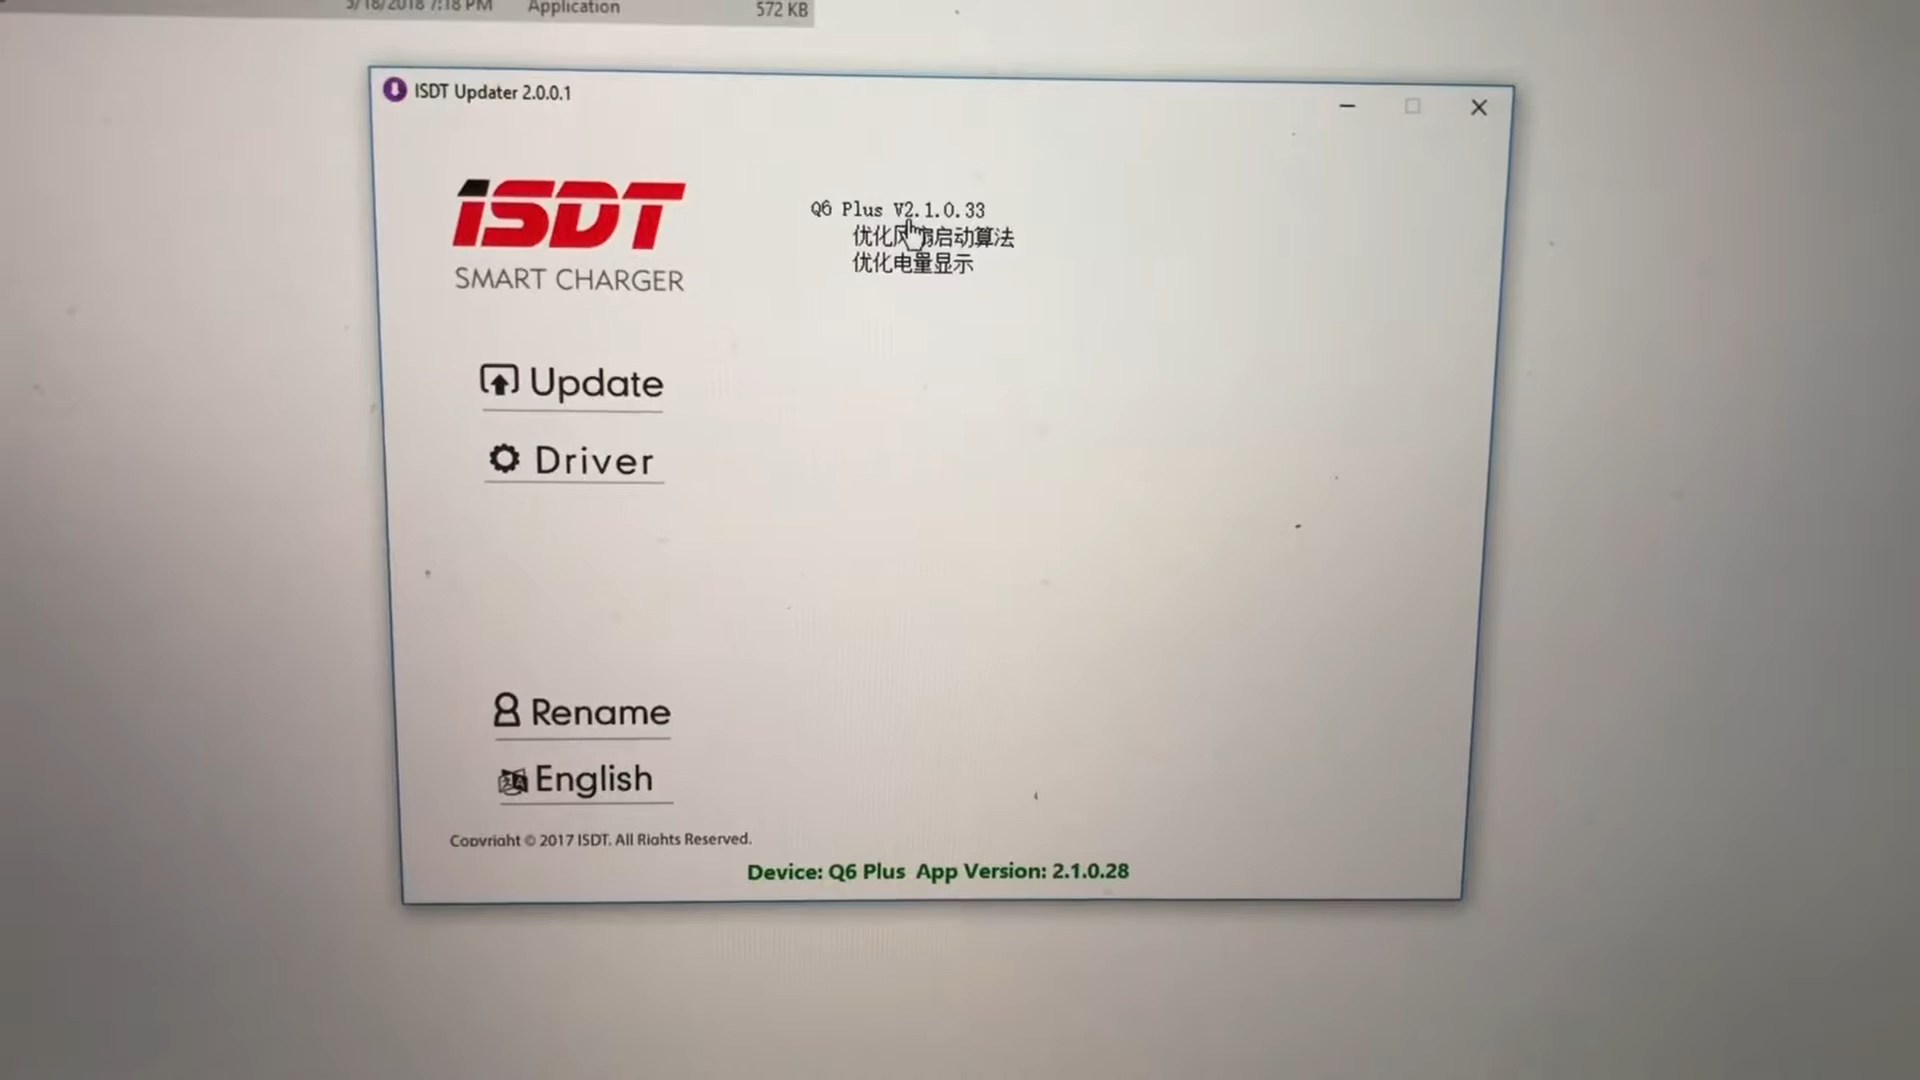 5/18/2018 7:18 PM Application 572 KB
ISDT Updater 2.0.0.1
iSDT
SMART CHARGER
Q6 Plus V2.1.0.33
优化风扇启动算法
优化电量显示
Update
Driver
Rename
English
Copyright © 2017 ISDT. All Rights Reserved.
Device: Q6 Plus App Version: 2.1.0.28